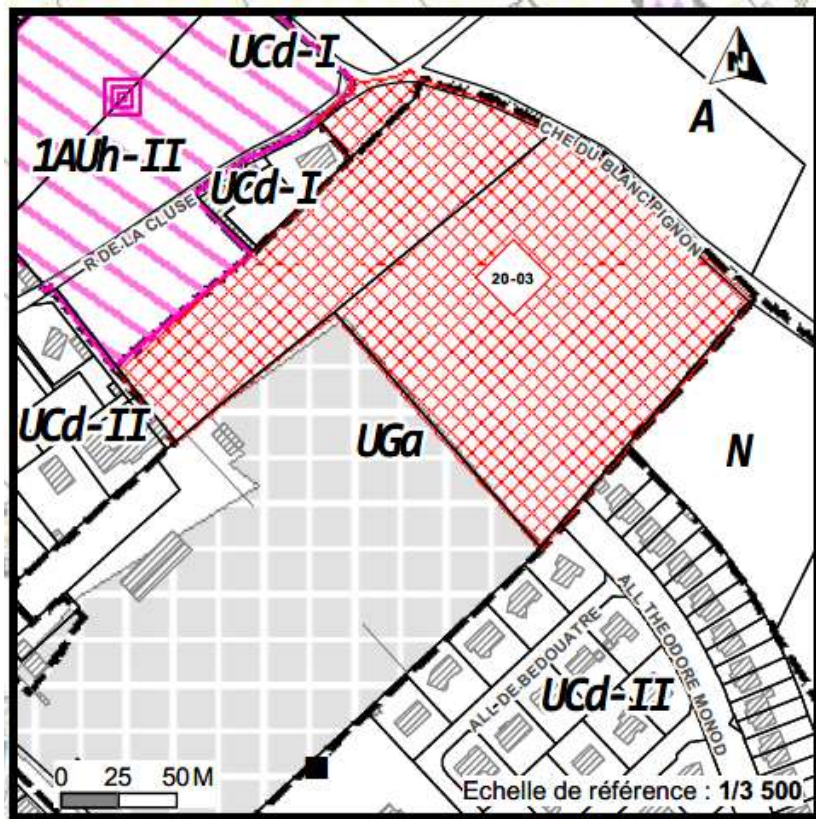 UCd-I
N
A
1AUh-II
CHE DU BLANC PIGNON
UCd-I
R DE LA CLUSE
20-03
UCd-II
UGa
N
ALL THEODORE MONOD
ALL DE BEDOUATRE
UCd-II
0 25 50 M
Echelle de référence : 1/3 500